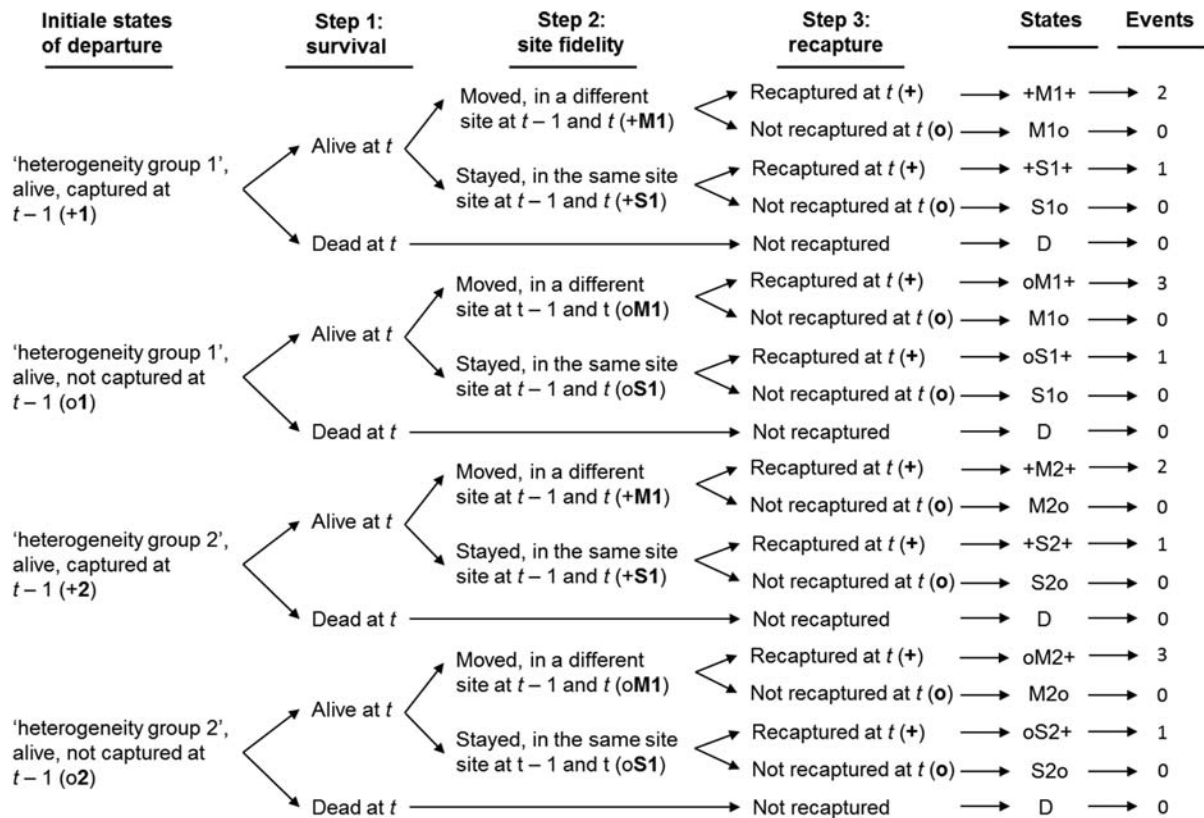 Initiale states of departure
Step 1: survival
Step 2: site fidelity
Step 3: recapture
States
Events
'heterogeneity group 1', alive, captured at t – 1 (+1)
Alive at t
Moved, in a different site at t – 1 and t (+M1)
Recaptured at t (+)
+M1+
2
Not recaptured at t (o)
M1o
0
Stayed, in the same site site at t – 1 and t (+S1)
Recaptured at t (+)
+S1+
1
Not recaptured at t (o)
S1o
0
Dead at t
Not recaptured
D
0
'heterogeneity group 1', alive, not captured at t – 1 (o1)
Alive at t
Moved, in a different site at t – 1 and t (oM1)
Recaptured at t (+)
oM1+
3
Not recaptured at t (o)
M1o
0
Stayed, in the same site site at t – 1 and t (oS1)
Recaptured at t (+)
oS1+
1
Not recaptured at t (o)
S1o
0
Dead at t
Not recaptured
D
0
'heterogeneity group 2', alive, captured at t – 1 (+2)
Alive at t
Moved, in a different site at t – 1 and t (+M1)
Recaptured at t (+)
+M2+
2
Not recaptured at t (o)
M2o
0
Stayed, in the same site site at t – 1 and t (+S1)
Recaptured at t (+)
+S2+
1
Not recaptured at t (o)
S2o
0
Dead at t
Not recaptured
D
0
'heterogeneity group 2', alive, not captured at t – 1 (o2)
Alive at t
Moved, in a different site at t – 1 and t (oM1)
Recaptured at t (+)
oM2+
3
Not recaptured at t (o)
M2o
0
Stayed, in the same site site at t – 1 and t (oS1)
Recaptured at t (+)
oS2+
1
Not recaptured at t (o)
S2o
0
Dead at t
Not recaptured
D
0